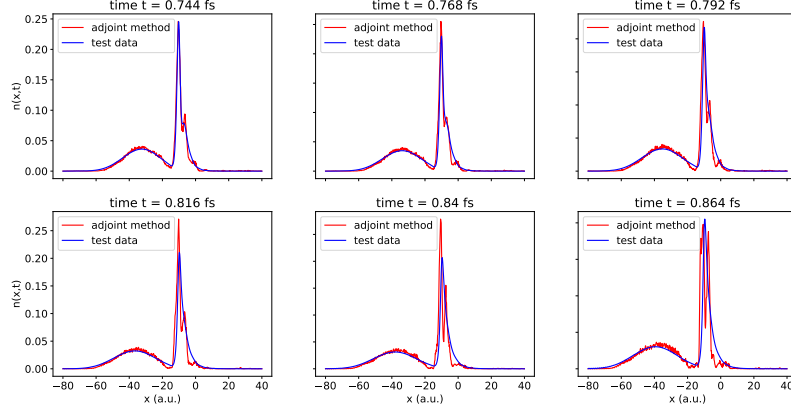 time t = 0.744 fs
time t = 0.768 fs
time t = 0.792 fs
adjoint method
test data
adjoint method
test data
adjoint method
test data
n(x,t)
0.25
0.20
0.15
0.10
0.05
0.00
time t = 0.816 fs
time t = 0.84 fs
time t = 0.864 fs
adjoint method
test data
adjoint method
test data
adjoint method
test data
n(x,t)
0.25
0.20
0.15
0.10
0.05
0.00
−80 −60 −40 −20 0 20 40
−80 −60 −40 −20 0 20 40
−80 −60 −40 −20 0 20 40
x (a.u.)
x (a.u.)
x (a.u.)